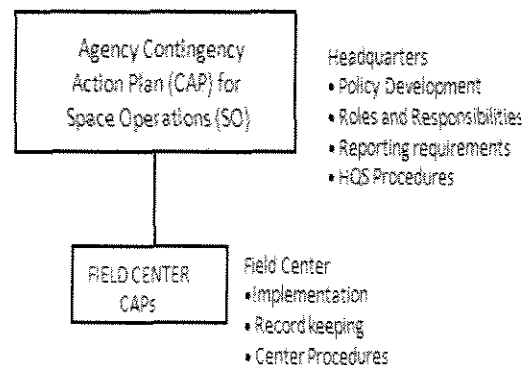 Agency Contingency
Action Plan (CAP) for
Space Operations (SO)
Headquarters
• Policy Development
• Roles and Responsibilities
• Reporting requirements
• HQS Procedures
FIELD CENTER
CAPs
Field Center
• Implementation
• Record keeping
• Center Procedures